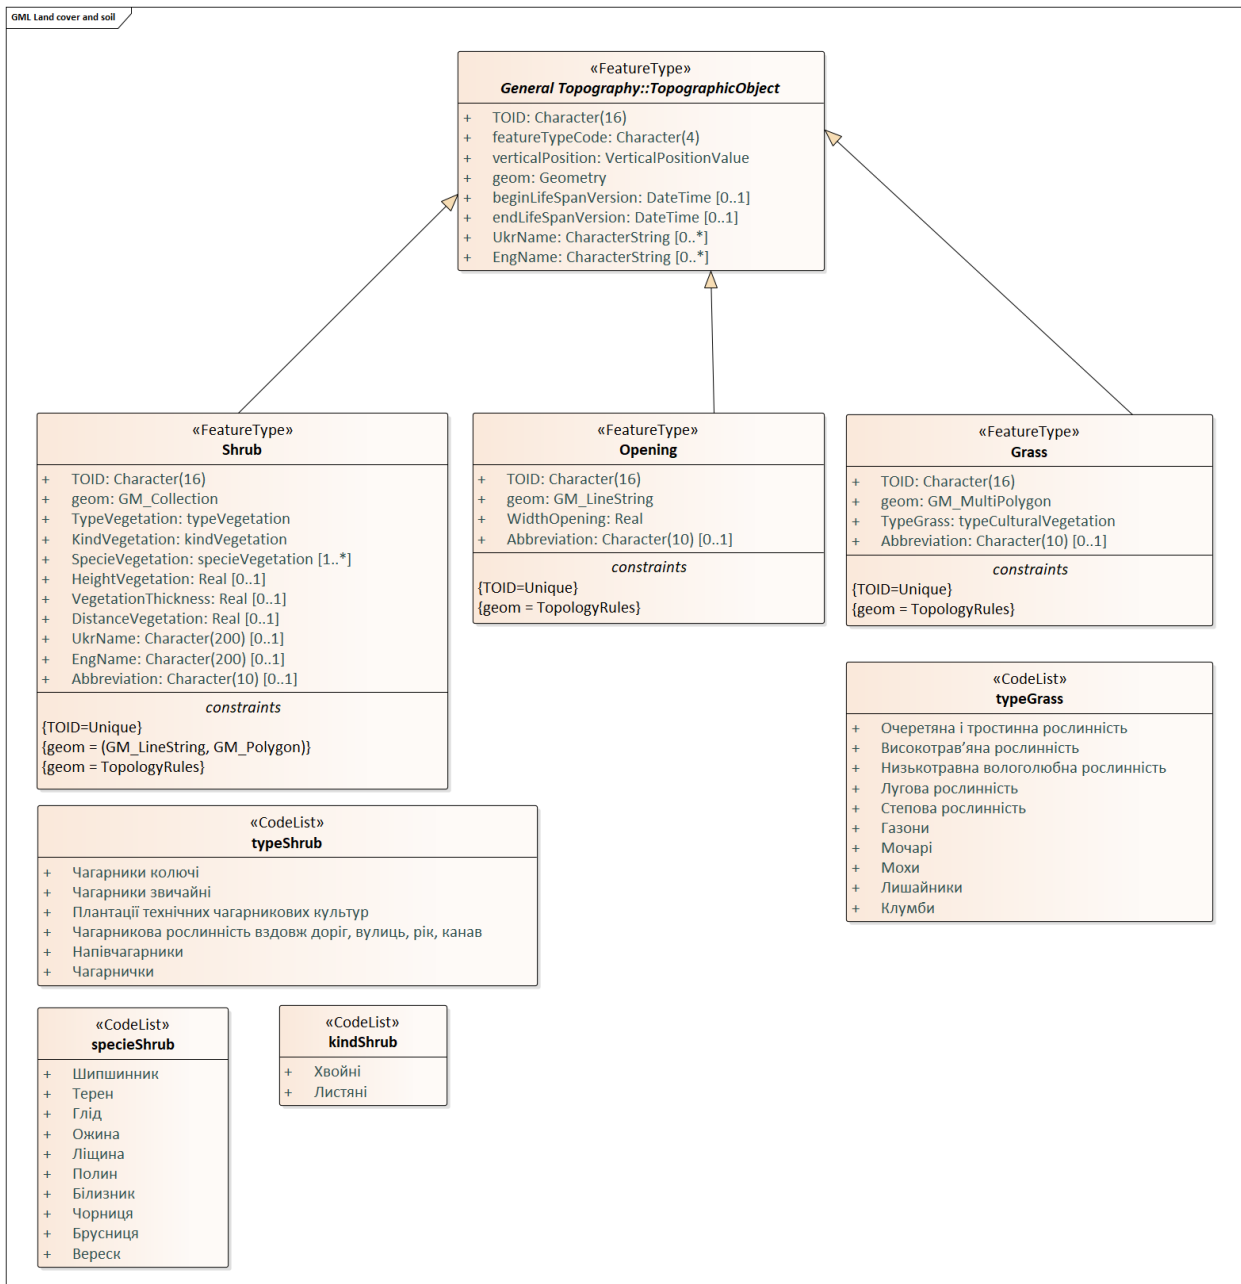 GML Land cover and soil
«FeatureType»
General Topography::TopographicObject
+ TOID: Character(16)
+ featureTypeCode: Character(4)
+ verticalPosition: VerticalPositionValue
+ geom: Geometry
+ beginLifeSpanVersion: DateTime [0..1]
+ endLifeSpanVersion: DateTime [0..1]
+ UkrName: CharacterString [0..*]
+ EngName: CharacterString [0..*]
«FeatureType»
Shrub
+ TOID: Character(16)
+ geom: GM_Collection
+ TypeVegetation: typeVegetation
+ KindVegetation: kindVegetation
+ SpecieVegetation: specieVegetation [1..*]
+ HeightVegetation: Real [0..1]
+ VegetationThickness: Real [0..1]
+ DistanceVegetation: Real [0..1]
+ UkrName: Character(200) [0..1]
+ EngName: Character(200) [0..1]
+ Abbreviation: Character(10) [0..1]
constraints
{TOID=Unique}
{geom = (GM_LineString, GM_Polygon)}
{geom = TopologyRules}
«FeatureType»
Opening
+ TOID: Character(16)
+ geom: GM_LineString
+ WidthOpening: Real
+ Abbreviation: Character(10) [0..1]
constraints
{TOID=Unique}
{geom = TopologyRules}
«FeatureType»
Grass
+ TOID: Character(16)
+ geom: GM_MultiPolygon
+ TypeGrass: typeCulturalVegetation
+ Abbreviation: Character(10) [0..1]
constraints
{TOID=Unique}
{geom = TopologyRules}
«CodeList»
typeGrass
+ Очеретяна і тростинна рослинність
+ Високотрав’яна рослинність
+ Низькотравна вологолюбна рослинність
+ Лугова рослинність
+ Степова рослинність
+ Газони
+ Мочарі
+ Мохи
+ Лишайники
+ Клумби
«CodeList»
typeShrub
+ Чагарники колючі
+ Чагарники звичайні
+ Плантації технічних чагарникових культур
+ Чагарникова рослинність вздовж доріг, вулиць, рік, канав
+ Напівчагарники
+ Чагарнички
«CodeList»
specieShrub
+ Шипшинник
+ Терен
+ Глід
+ Ожина
+ Ліщина
+ Полин
+ Білизник
+ Чорниця
+ Брусниця
+ Вереск
«CodeList»
kindShrub
+ Хвойні
+ Листяні